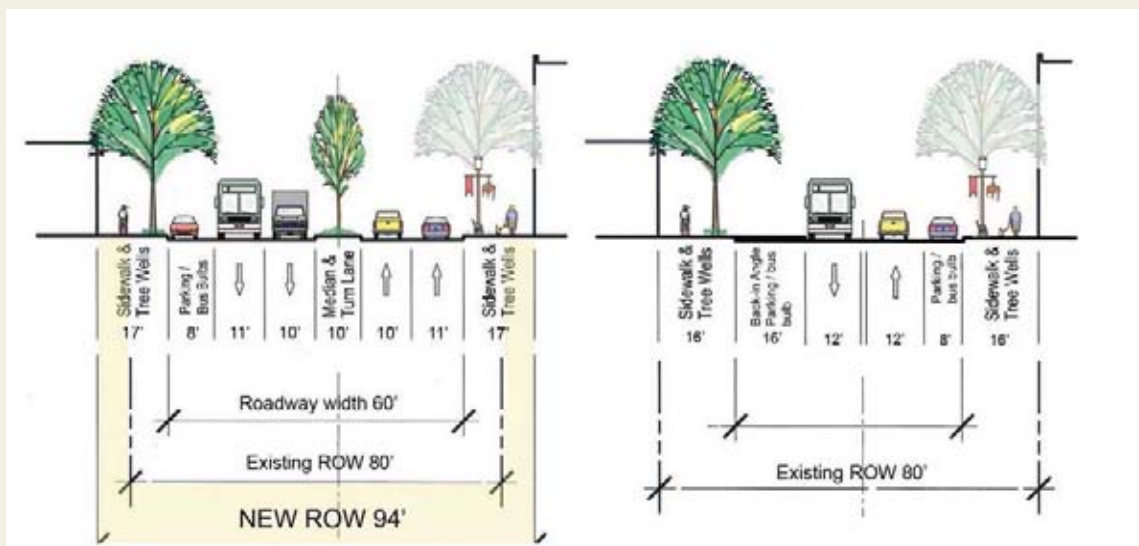 Sidewalk &
Tree Wells
17'
Parking /
Bus Bulbs
8'
11'
10'
Median &
Turn Lane
10'
10'
11'
Sidewalk &
Tree Wells
17'
Roadway width 60'
Existing ROW 80'
NEW ROW 94'
Sidewalk &
Tree Wells
16'
Back-in Angle
Parking / bus
bulb
16'
12'
12'
Parking /
bus bulb
8'
Sidewalk &
Tree Wells
16'
Existing ROW 80'